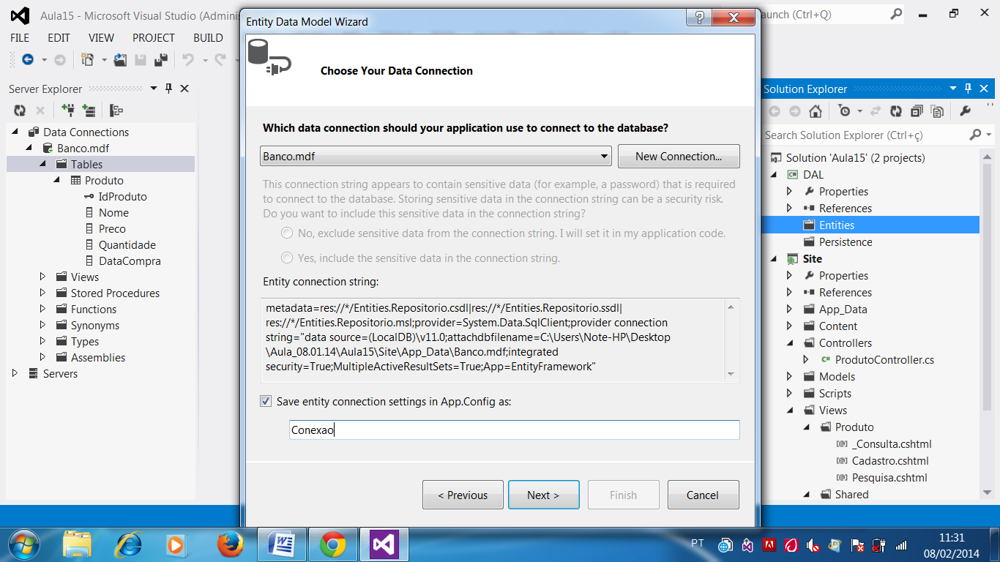 Aula15 - Microsoft Visual Studio (Admini
aunch (Ctrl+Q)
FILE EDIT VIEW PROJECT BUILD
Server Explorer
Data Connections
Banco.mdf
Tables
Produto
IdProduto
Nome
Preco
Quantidade
DataCompra
Views
Stored Procedures
Functions
Synonyms
Types
Assemblies
Servers
Entity Data Model Wizard
Choose Your Data Connection
Which data connection should your application use to connect to the database?
Banco.mdf
New Connection...
This connection string appears to contain sensitive data (for example, a password) that is required
to connect to the database. Storing sensitive data in the connection string can be a security risk.
Do you want to include this sensitive data in the connection string?
No, exclude sensitive data from the connection string. I will set it in my application code.
Yes, include the sensitive data in the connection string.
Entity connection string:
metadata=res://*/Entities.Repositorio.csdl|res://*/Entities.Repositorio.ssdl|
res://*/Entities.Repositorio.msl;provider=System.Data.SqlClient;provider connection
string="data source=(LocalDB)\v11.0;attachdbfilename=C:\Users\Note-HP\Desktop
\Aula_08.01.14\Aula15\Site\App_Data\Banco.mdf;integrated
security=True;MultipleActiveResultSets=True;App=EntityFramework"
Save entity connection settings in App.Config as:
Conexao
< Previous
Next >
Finish
Cancel
Solution Explorer
Search Solution Explorer (Ctrl+ç)
Solution 'Aula15' (2 projects)
DAL
Properties
References
Entities
Persistence
Site
Properties
References
App_Data
Content
Controllers
ProdutoController.cs
Models
Scripts
Views
Produto
_Consulta.cshtml
Cadastro.cshtml
Pesquisa.cshtml
Shared
PT
11:31
08/02/2014